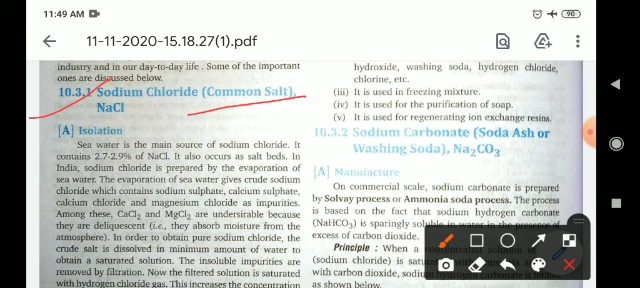 11:49 AM
90
11-11-2020-15.18.27(1).pdf
industry and in our day-to-day life . Some of the important
ones are discussed below.
10.3.1 Sodium Chloride (Common Salt),
NaCl
[A] Isolation
Sea water is the main source of sodium chloride. It
contains 2.7-2.9% of NaCl. It also occurs as salt beds. In
India, sodium chloride is prepared by the evaporation of
sea water. The evaporation of sea water gives crude sodium
chloride which contains sodium sulphate, calcium sulphate,
calcium chloride and magnesium chloride as impurities.
Among these, CaCl2 and MgCl2 are undersirable because
they are deliquescent (i.e., they absorb moisture from the
atmosphere). In order to obtain pure sodium chloride, the
crude salt is dissolved in minimum amount of water to
obtain a saturated solution. The insoluble impurities are
removed by filtration. Now the filtered solution is saturated
with hydrogen chloride gas. This increases the concentration
hydroxide, washing soda, hydrogen chloride,
chlorine, etc.
(iii) It is used in freezing mixture.
(iv) It is used for the purification of soap.
(v) It is used for regenerating ion exchange resins.
10.3.2 Sodium Carbonate (Soda Ash or
Washing Soda), Na2CO3
[A] Manufacture
On commercial scale, sodium carbonate is prepared
by Solvay process or Ammonia soda process. The process
is based on the fact that sodium hydrogen carbonate
(NaHCO3) is sparingly soluble in water in the presence of
excess of carbon dioxide.
Principle : When a
(sodium chloride) is
with carbon dioxide,
as shown below.